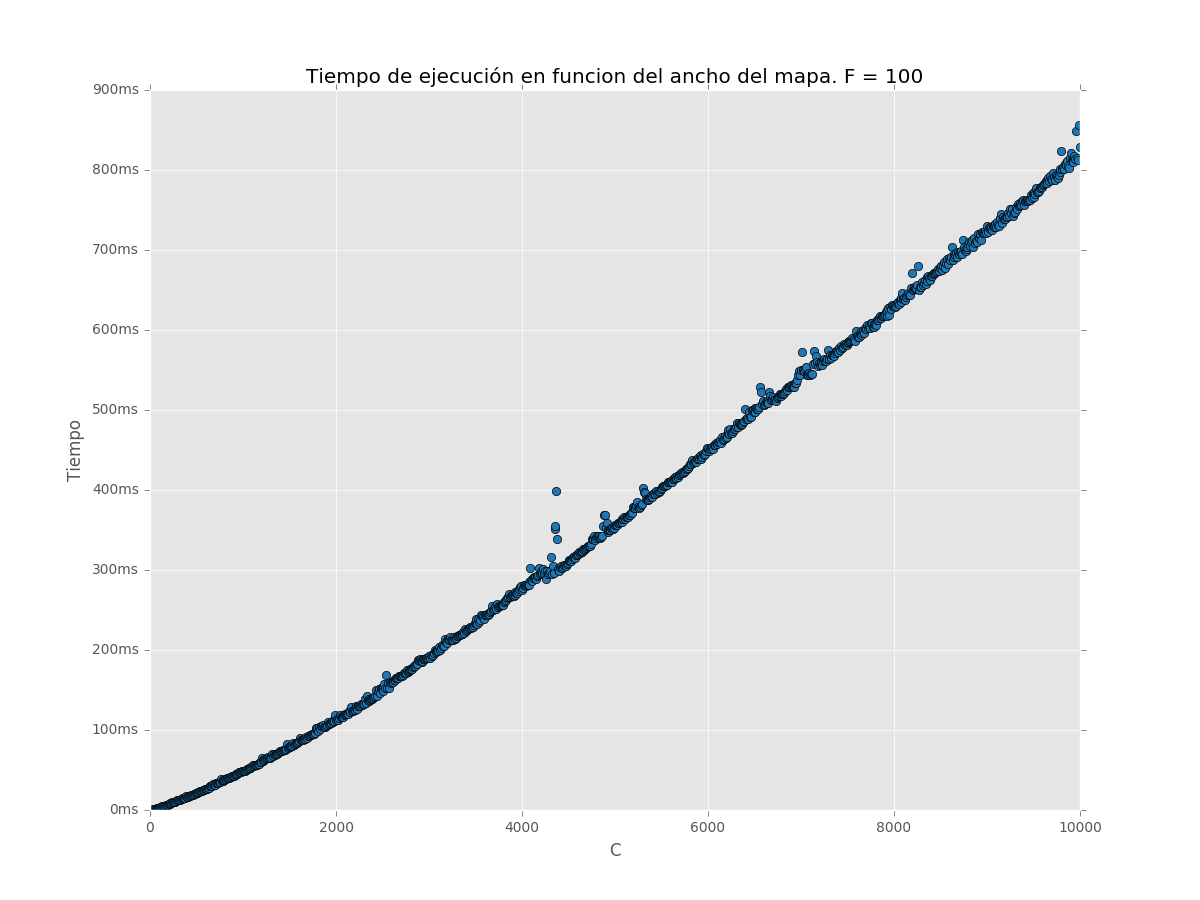 Tiempo de ejecución en funcion del ancho del mapa. F = 100
900ms
800ms
700ms
600ms
500ms
400ms
300ms
200ms
100ms
0ms
Tiempo
0 2000 4000 6000 8000 10000
C